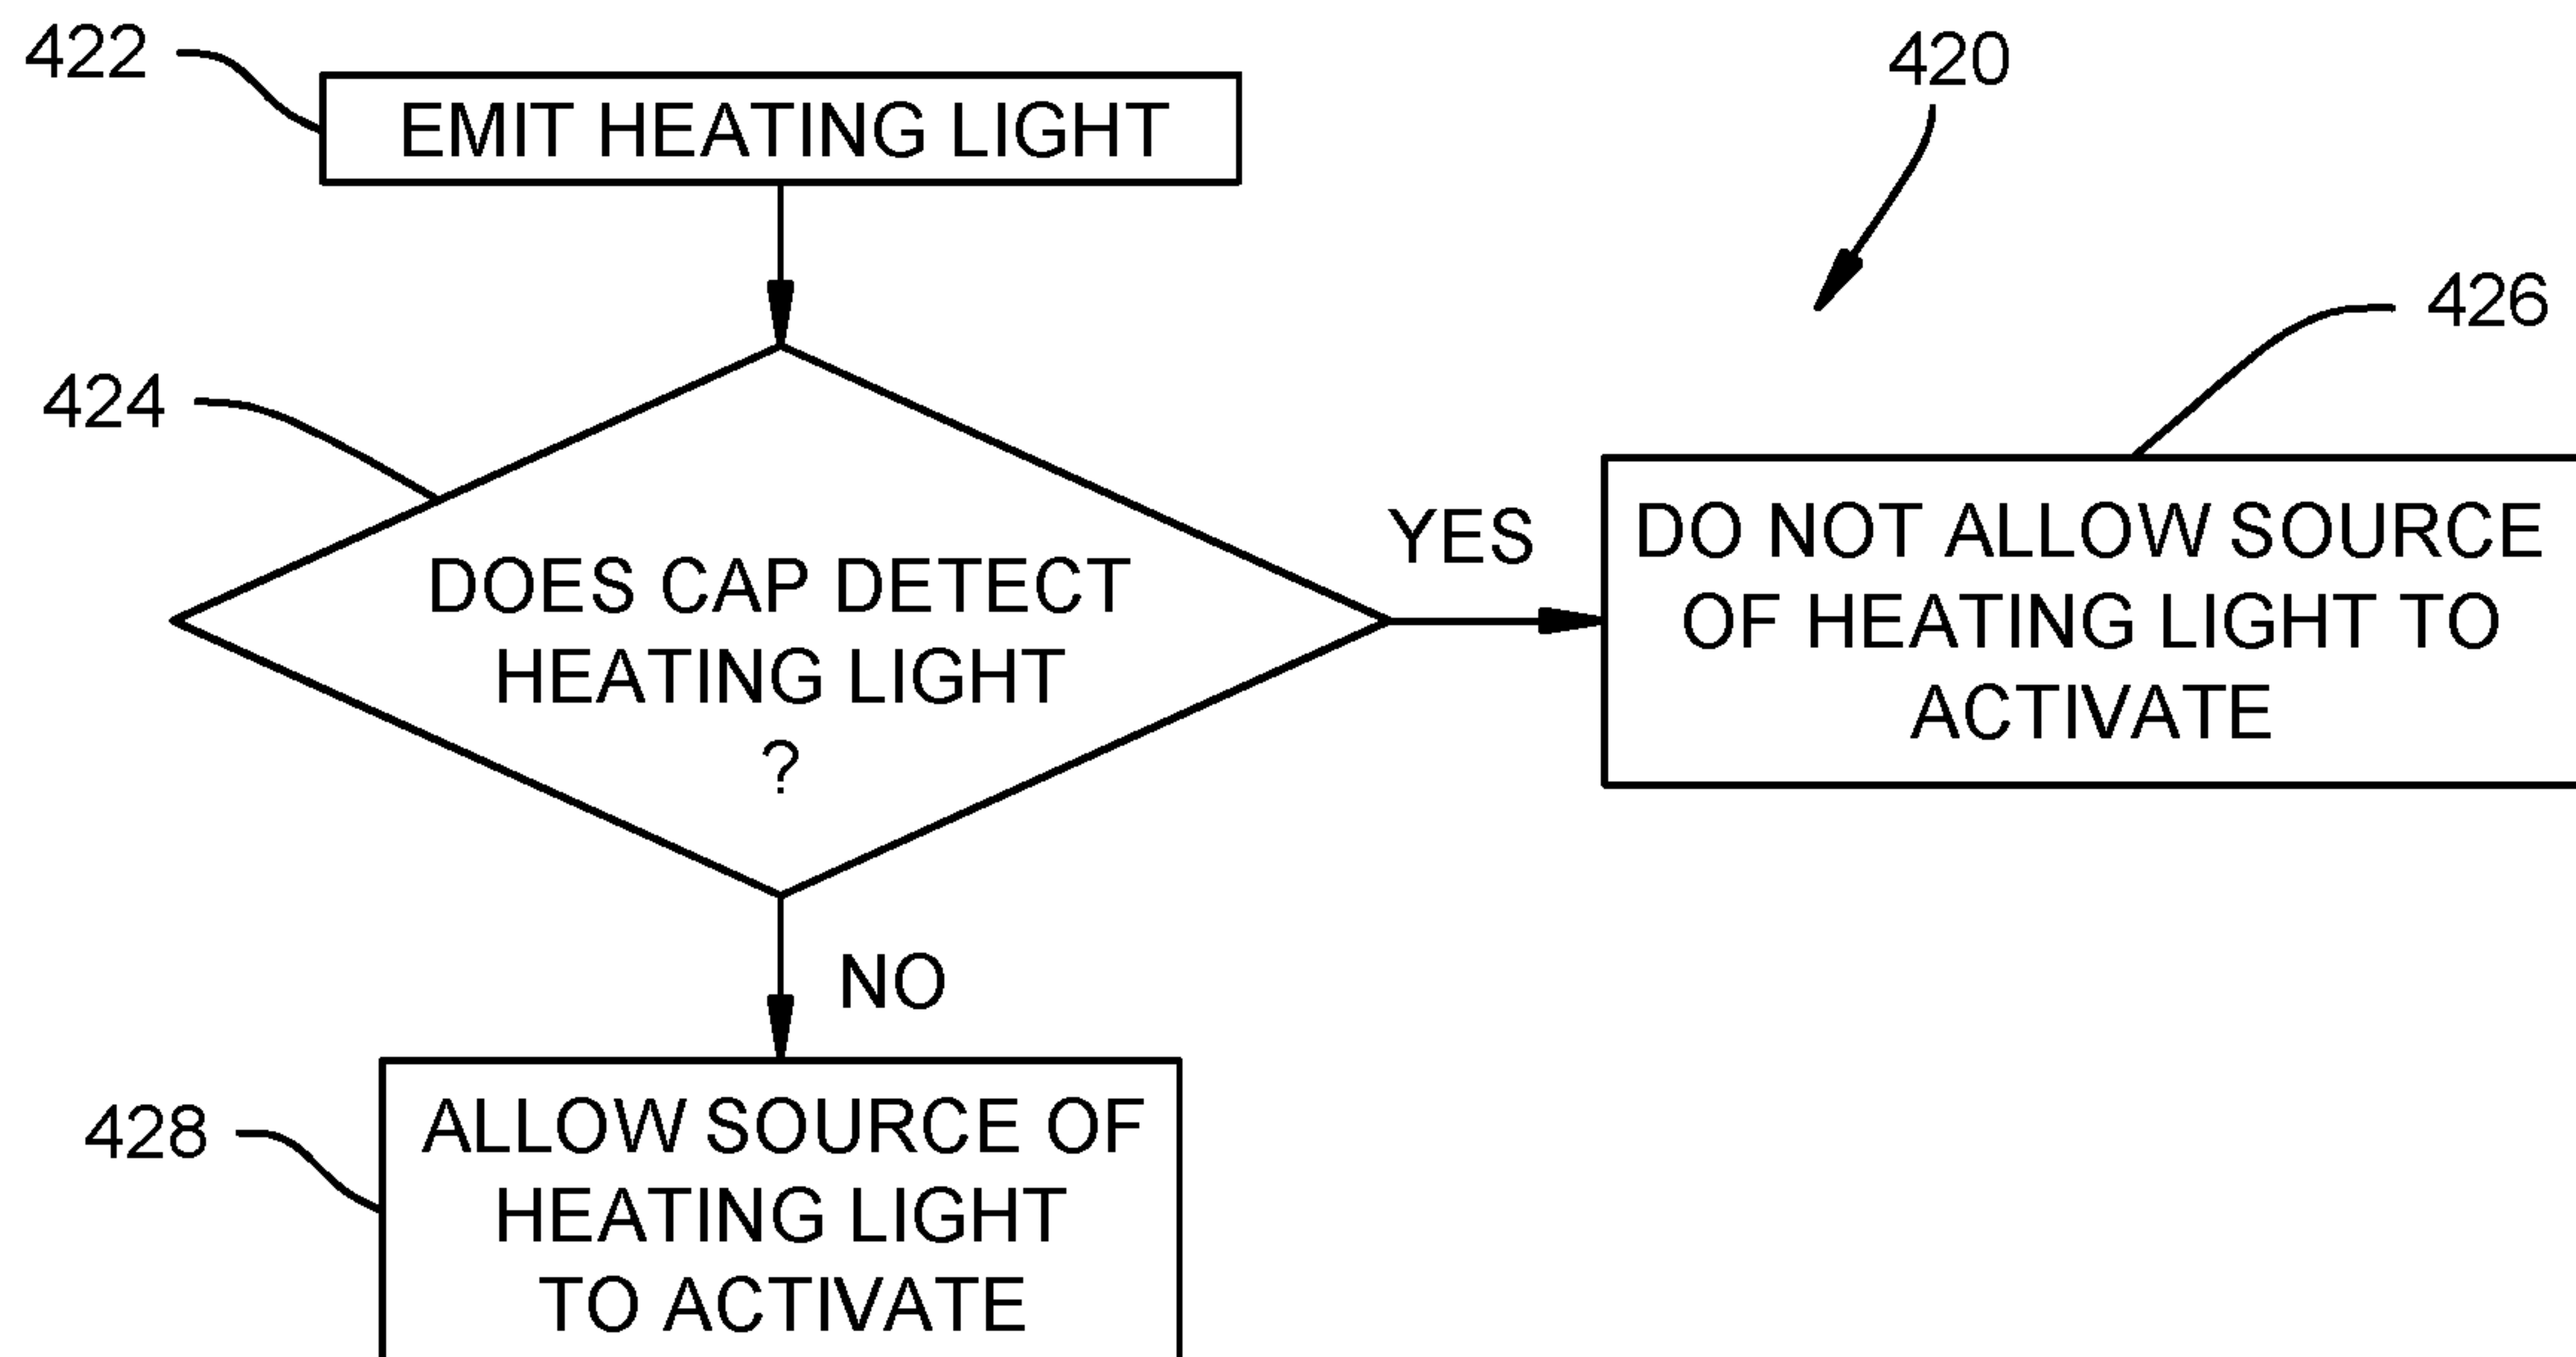 422
EMIT HEATING LIGHT
420
424
426
DOES CAP DETECT
HEATING LIGHT
?
YES
DO NOT ALLOW SOURCE
OF HEATING LIGHT TO
ACTIVATE
NO
428
ALLOW SOURCE OF
HEATING LIGHT
TO ACTIVATE